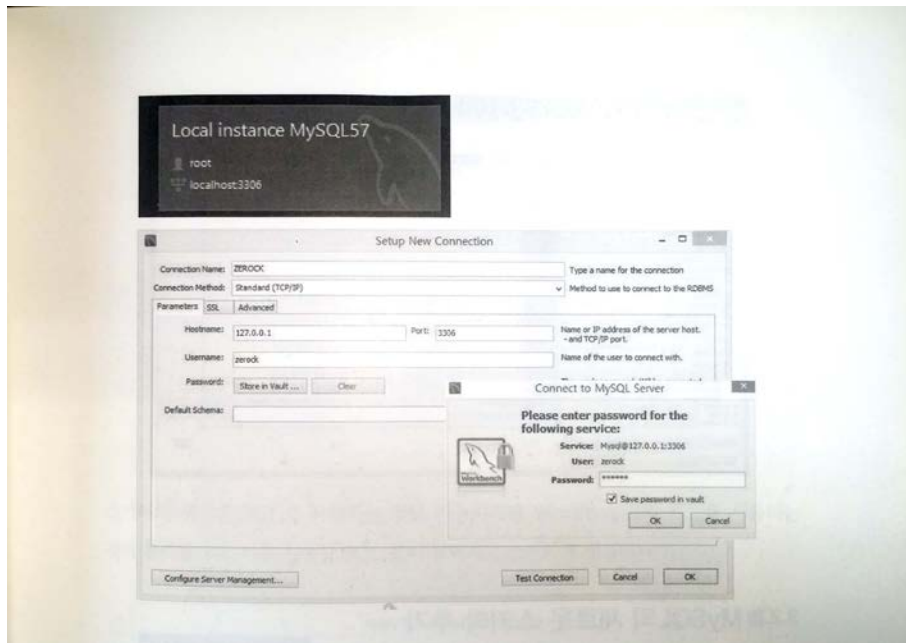 Local instance MySQL57
root
localhost:3306
Setup New Connection
Connection Name: ZEROCK Type a name for the connection
Connection Method: Standard (TCP/IP) Method to use to connect to the RDBMS
Parameters SSL Advanced
Hostname: 127.0.0.1 Port: 3306 Name or IP address of the server host. - and TCP/IP port.
Username: zerock Name of the user to connect with.
Password: Store in Vault ... Clear
Default Schema:
Connect to MySQL Server
Please enter password for the
following service:
Service: Mysql@127.0.0.1:3306
User: zerock
Workbench
Password: ******
Save password in vault
OK Cancel
Configure Server Management... Test Connection Cancel OK